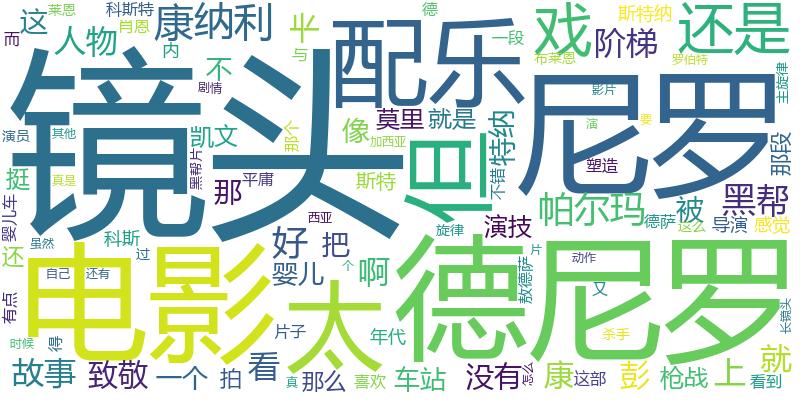 莱恩
科斯特
而
这
肖恩
康纳利
半
德
戏
斯特纳
还是
人物
内
与
配乐
一段
阶梯
布莱恩
罗伯特
不
剧情
影片
主旋律
镜头
尼罗
演员
其他
凯文
那个
像
莫里
就是
特纳
但
演
要
那段
挺
真是
黑帮片
加西亚
不错
塑造
婴儿车
那
平庸
斯特
帕尔玛
被
黑帮
西亚
旋律
演技
德萨
这么
导演
感觉
还
虽然
科斯
过
好
把
电影
自己
还有
婴儿
个
啊
太
德尼罗
敖德萨
片
动作
又
长镜头
有点
时候
得
片子
年代
杀手
就
故事
致敬
一个
拍
看
真
那么
喜欢
车站
没有
怎么
康
这部
彭
枪战
上
看到